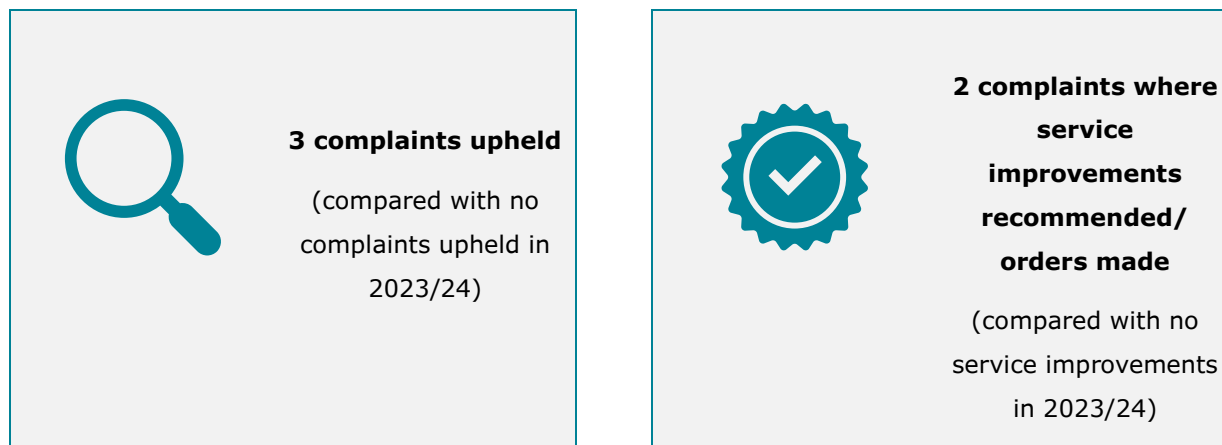 3 complaints upheld
(compared with no
complaints upheld in
2023/24)
2 complaints where
service
improvements
recommended/
orders made
(compared with no
service improvements
in 2023/24)